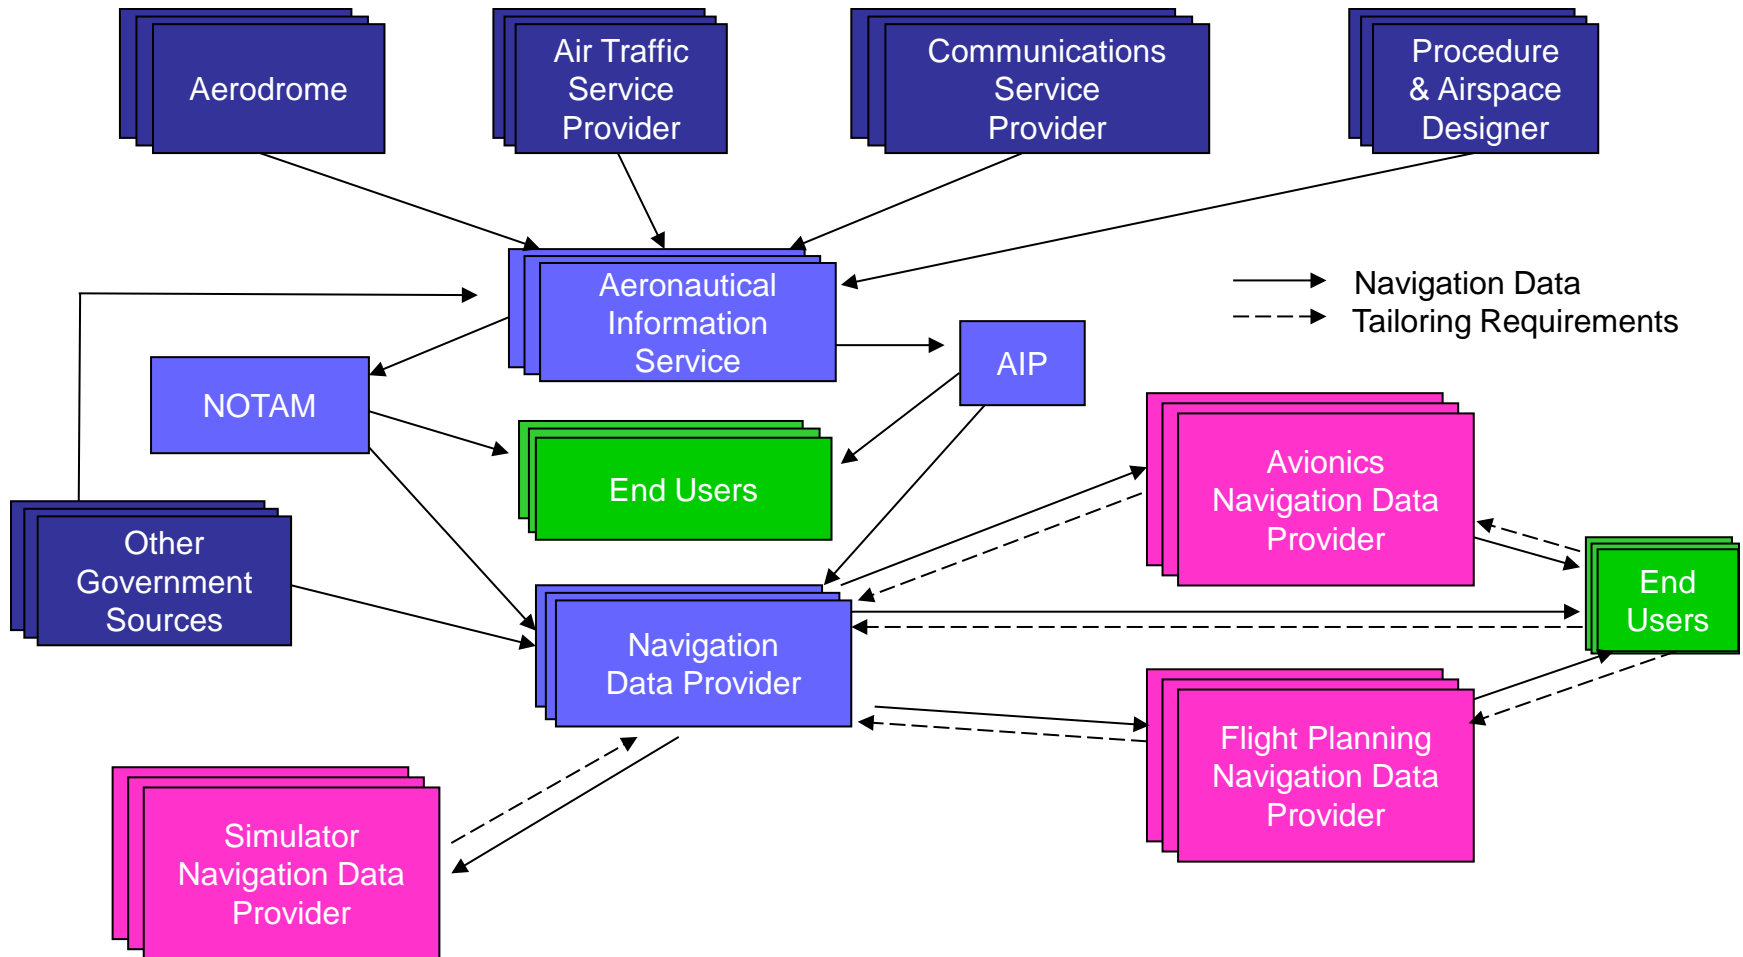 Aerodrome
Air Traffic
Service
Provider
Communications
Service
Provider
Procedure
& Airspace
Designer
Aeronautical
Information
Service
Navigation Data
Tailoring Requirements
AIP
NOTAM
End Users
Avionics
Navigation Data
Provider
Other
Government
Sources
End
Users
Navigation
Data Provider
Flight Planning
Navigation Data
Provider
Simulator
Navigation Data
Provider